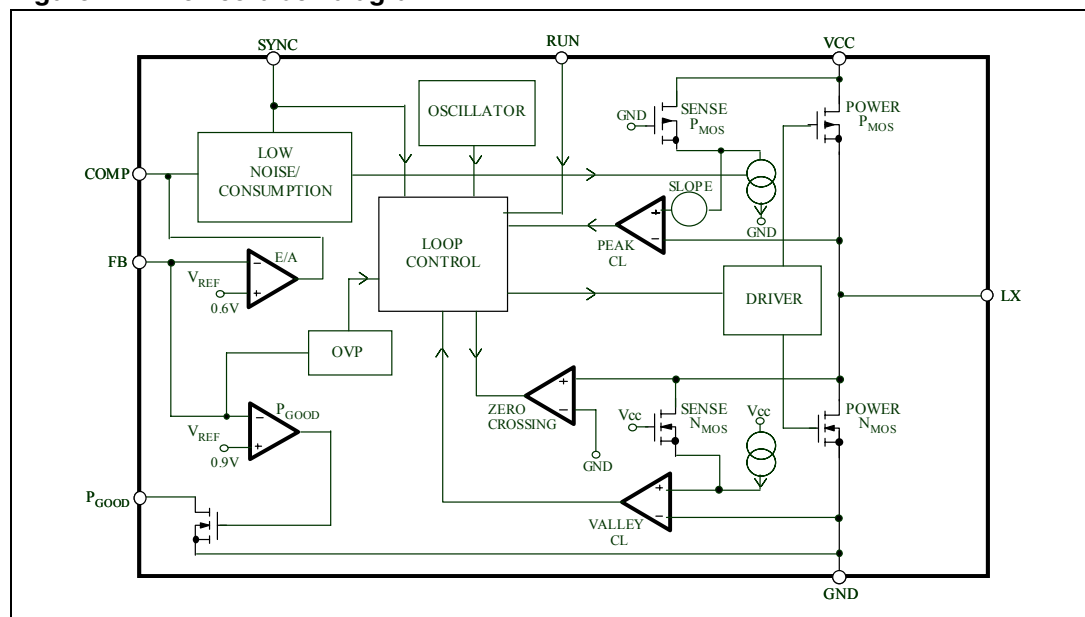 SYNC
RUN
VCC
OSCILLATOR
GND
SENSE
PMOS
POWER
PMOS
LOW
NOISE/
CONSUMPTION
COMP
SLOPE
GND
LOOP
CONTROL
PEAK
CL
FB
E/A
VREF
0.6V
DRIVER
LX
OVP
PGOOD
VREF
0.9V
ZERO
CROSSING
GND
Vcc
SENSE
NMOS
Vcc
POWER
NMOS
PGOOD
VALLEY
CL
GND